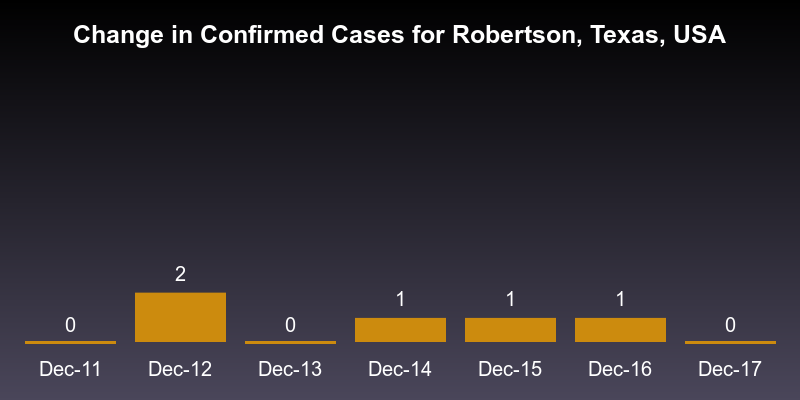 Change in Confirmed Cases for Robertson, Texas, USA
0 2 0 1 1 1 0
Dec-11 Dec-12 Dec-13 Dec-14 Dec-15 Dec-16 Dec-17